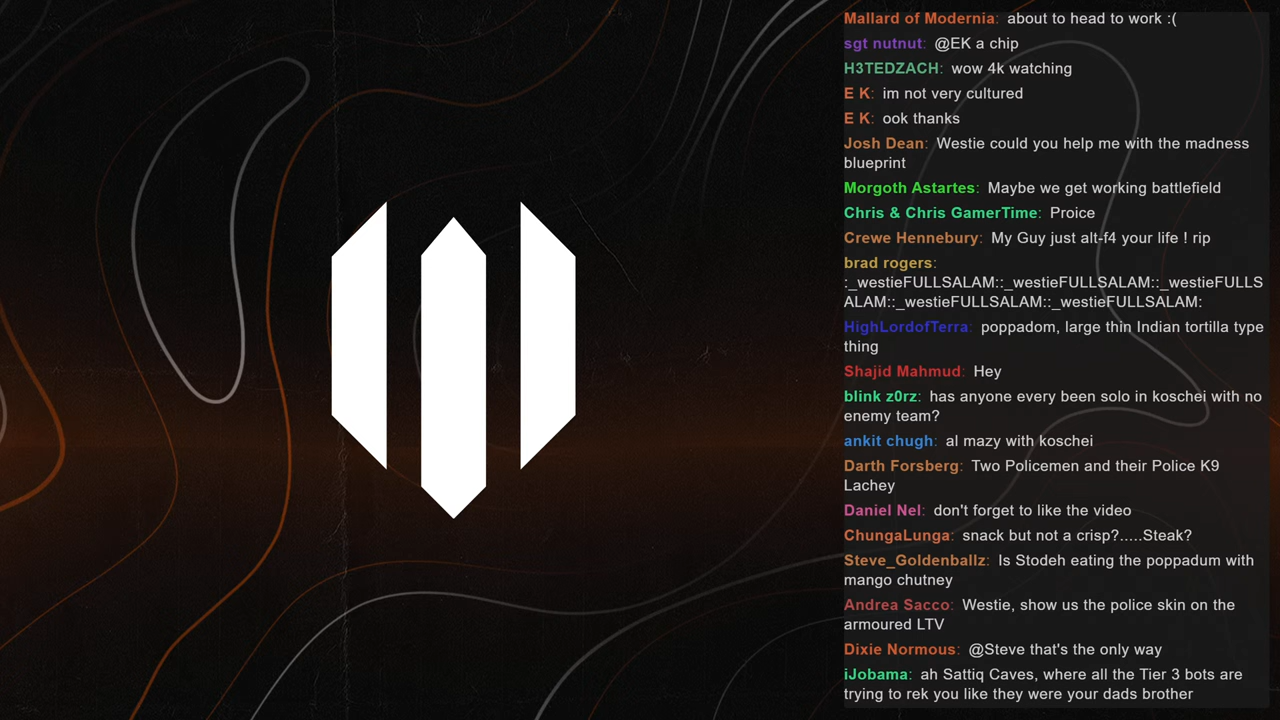 Mallard of Modernia: about to head to work :(
sgt nutnut: @EK a chip
H3TEDZACH: wow 4k watching
E K: im not very cultured
E K: ook thanks
Josh Dean: Westie could you help me with the madness
blueprint
Morgoth Astartes: Maybe we get working battlefield
Chris & Chris GamerTime: Proice
Crewe Hennebury: My Guy just alt-f4 your life ! rip
brad rogers:
:_westieFULLSALAM::_westieFULLSALAM::_westieFULLS
ALAM::_westieFULLSALAM::_westieFULLSALAM:
HighLordofTerra: poppadom, large thin Indian tortilla type
thing
Shajid Mahmud: Hey
blink z0rz: has anyone every been solo in koschei with no
enemy team?
ankit chugh: al mazy with koschei
Darth Forsberg: Two Policemen and their Police K9
Lachey
Daniel Nel: don't forget to like the video
ChungaLunga: snack but not a crisp?.....Steak?
Steve_Goldenballz: Is Stodeh eating the poppadum with
mango chutney
Andrea Sacco: Westie, show us the police skin on the
armoured LTV
Dixie Normous: @Steve that's the only way
iJobama: ah Sattiq Caves, where all the Tier 3 bots are
trying to rek you like they were your dads brother